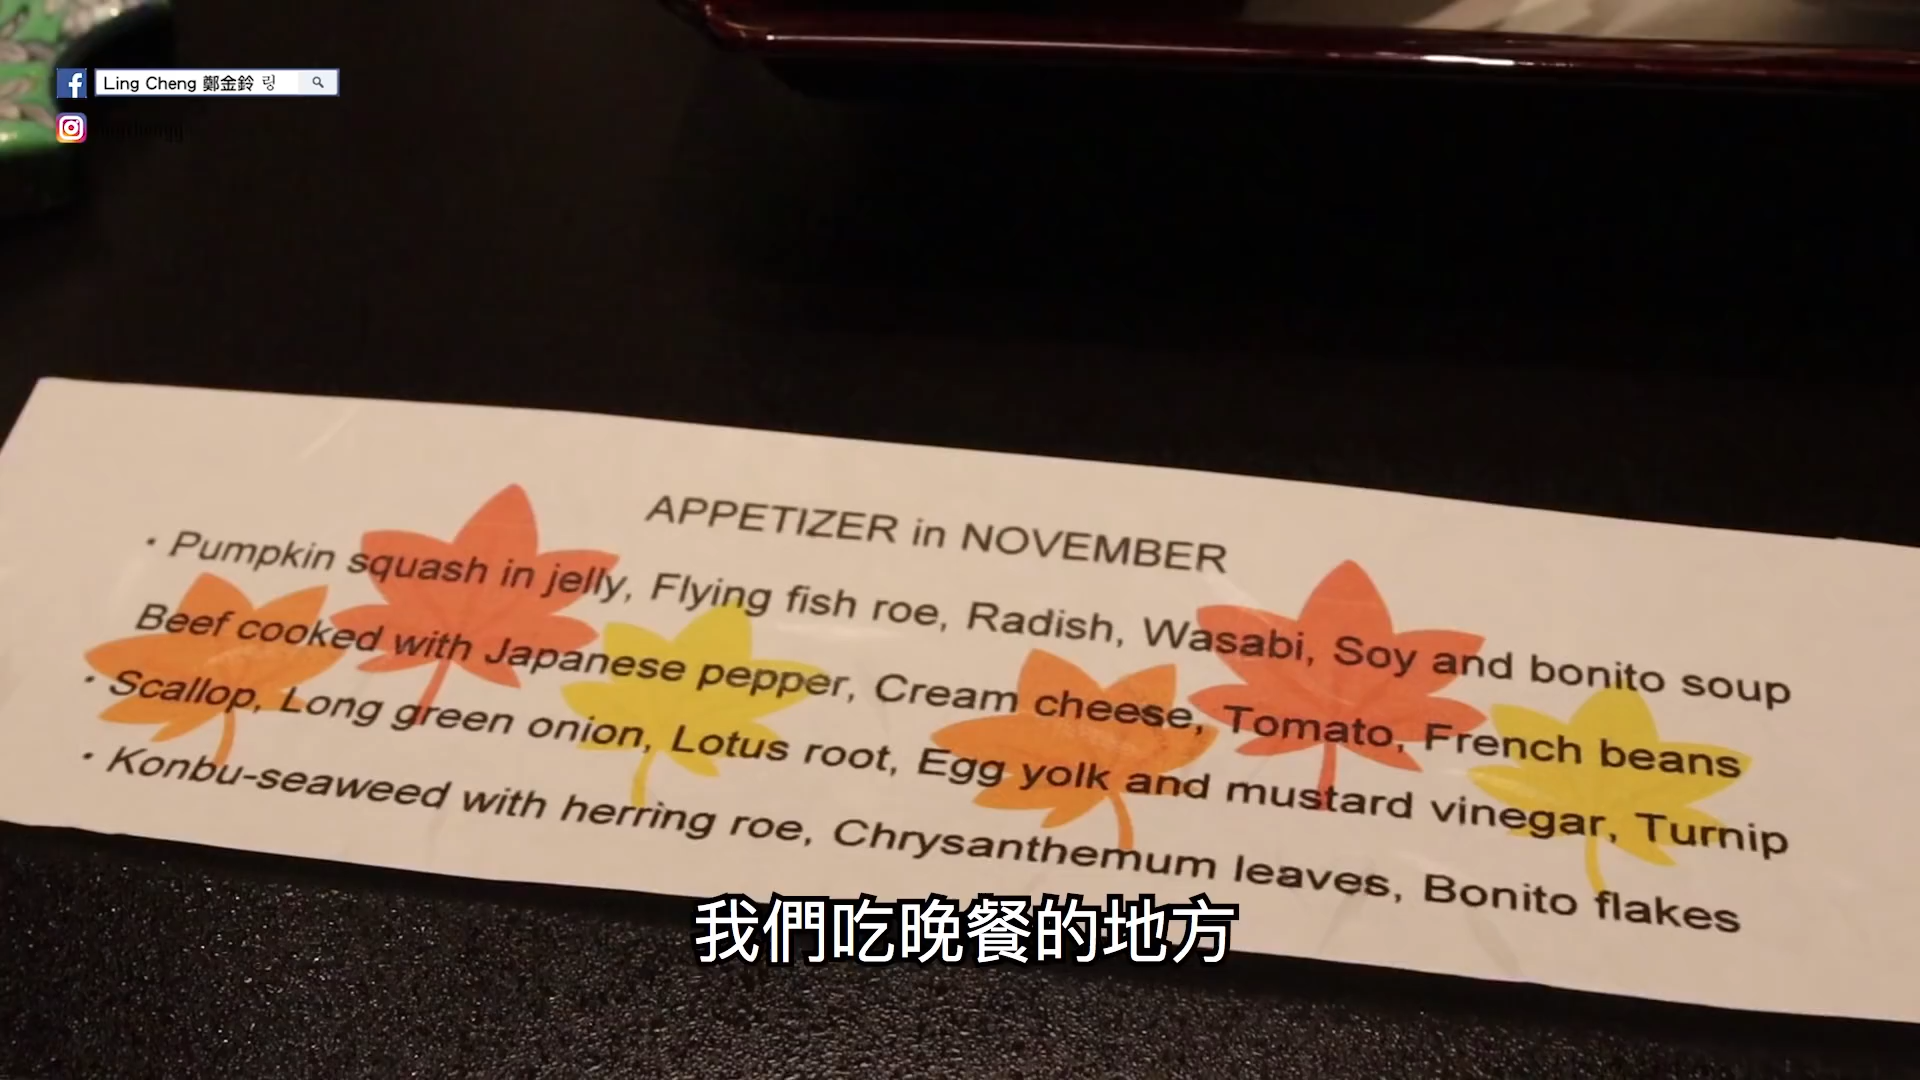 Ling Cheng 鄭金鈴 링
APPETIZER in NOVEMBER
· Pumpkin squash in jelly, Flying fish roe, Radish, Wasabi, Soy and bonito soup
Beef cooked with Japanese pepper, Cream cheese, Tomato, French beans
· Scallop, Long green onion, Lotus root, Egg yolk and mustard vinegar, Turnip
· Konbu-seaweed with herring roe, Chrysanthemum leaves, Bonito flakes
我們吃晚餐的地方